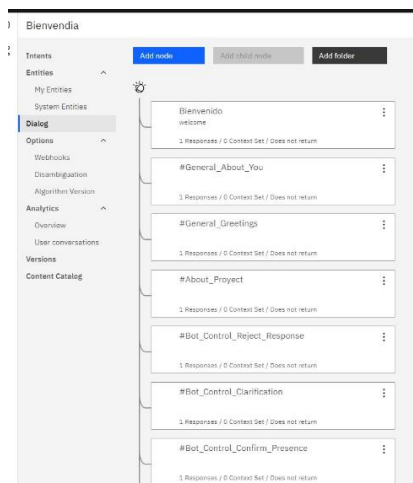 Bienvendia
Intents
Entities
My Entities
System Entities
Dialog
Options
Webhooks
Disambiguation
Algorithm Version
Analytics
Overview
User conversations
Versions
Content Catalog
Add node
Add child node
Add folder
Bienvenido
welcome
1 Responses / 0 Context Set / Does not return
#General_About_You
1 Responses / 0 Context Set / Does not return
#General_Greetings
1 Responses / 0 Context Set / Does not return
#About_Proyect
1 Responses / 0 Context Set / Does not return
#Bot_Control_Reject_Response
1 Responses / 0 Context Set / Does not return
#Bot_Control_Clarification
1 Responses / 0 Context Set / Does not return
#Bot_Control_Confirm_Presence
1 Responses / 0 Context Set / Does not return